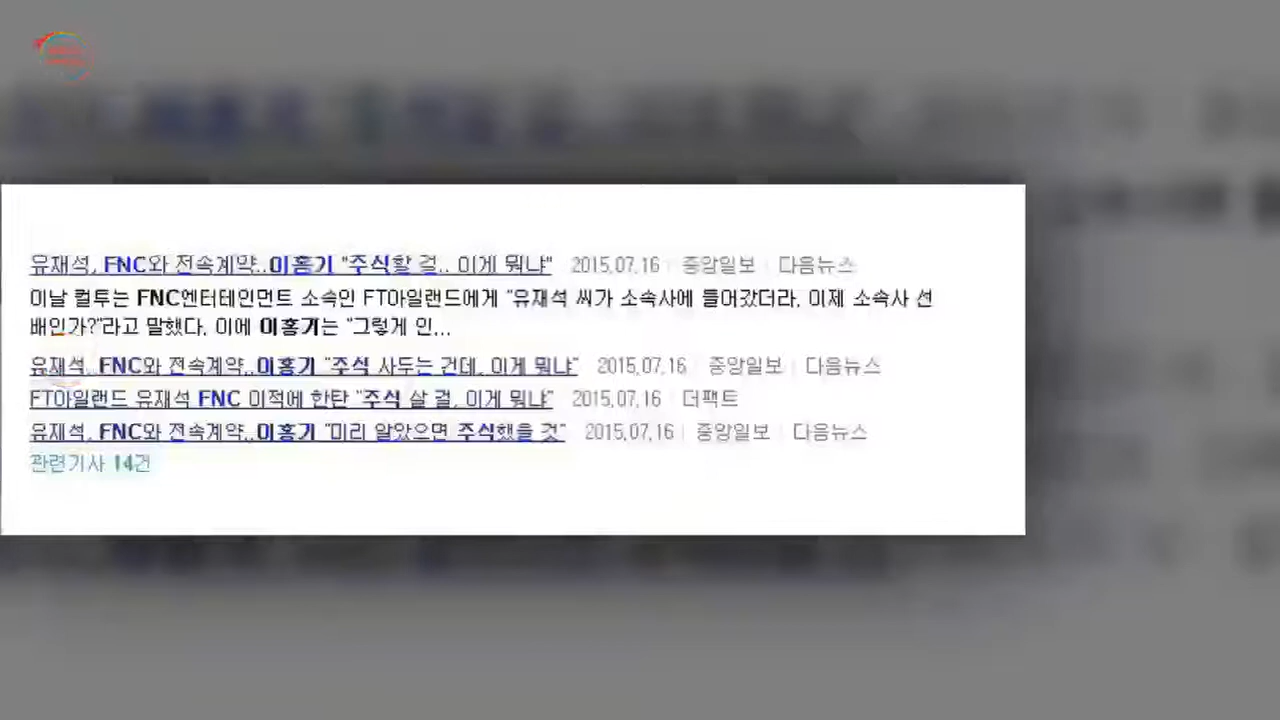 유재석, FNC와 전속계약..이홍기 "주식할 걸.. 이게 뭐냐" 2015.07.16 | 중앙일보 | 다음뉴스
이날 컬투는 FNC엔터테인먼트 소속인 FT아일랜드에게 "유재석 씨가 소속사에 들어갔더라. 이제 소속사 선
배인가?"라고 말했다. 이에 이홍기는 "그렇게 인...
유재석, FNC와 전속계약..이홍기 "주식 사두는 건데, 이게 뭐냐" 2015.07.16 | 중앙일보 | 다음뉴스
FT아일랜드 유재석 FNC 이적에 한탄 "주식 살 걸, 이게 뭐냐" 2015.07.16 | 더팩트
유재석, FNC와 전속계약..이홍기 "미리 알았으면 주식했을 것" 2015.07.16 | 중앙일보 | 다음뉴스
관련기사 14건